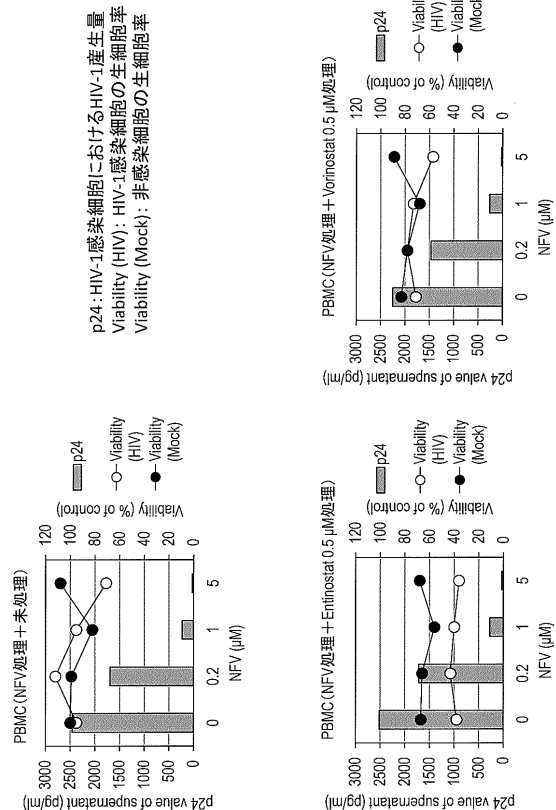 p24:HIV-1感染細胞におけるHIV-1産生量
Viability (HIV): HIV-1感染細胞の生細胞率
Viability (Mock): 非感染細胞の生細胞率
PBMC (NFV処理+未処理)
p24 value of supernatant (pg/ml)
3000
2500
2000
1500
1000
500
0
0
0.2
1
5
NFV (μM)
120
100
80
60
40
20
0
Viability (% of control)
p24
Viability
(HIV)
Viability
(Mock)
PBMC (NFV処理+Entinostat 0.5 μM処理)
p24 value of supernatant (pg/ml)
3000
2500
2000
1500
1000
500
0
0
0.2
1
5
NFV (μM)
120
100
80
60
40
20
0
Viability (% of control)
p24
Viability
(HIV)
Viability
(Mock)
PBMC (NFV処理+Vorinostat 0.5 μM処理)
p24 value of supernatant (pg/ml)
3000
2500
2000
1500
1000
500
0
0
0.2
1
5
NFV (μM)
120
100
80
60
40
20
0
Viability (% of control)
p24
(HIV)
(Mock)